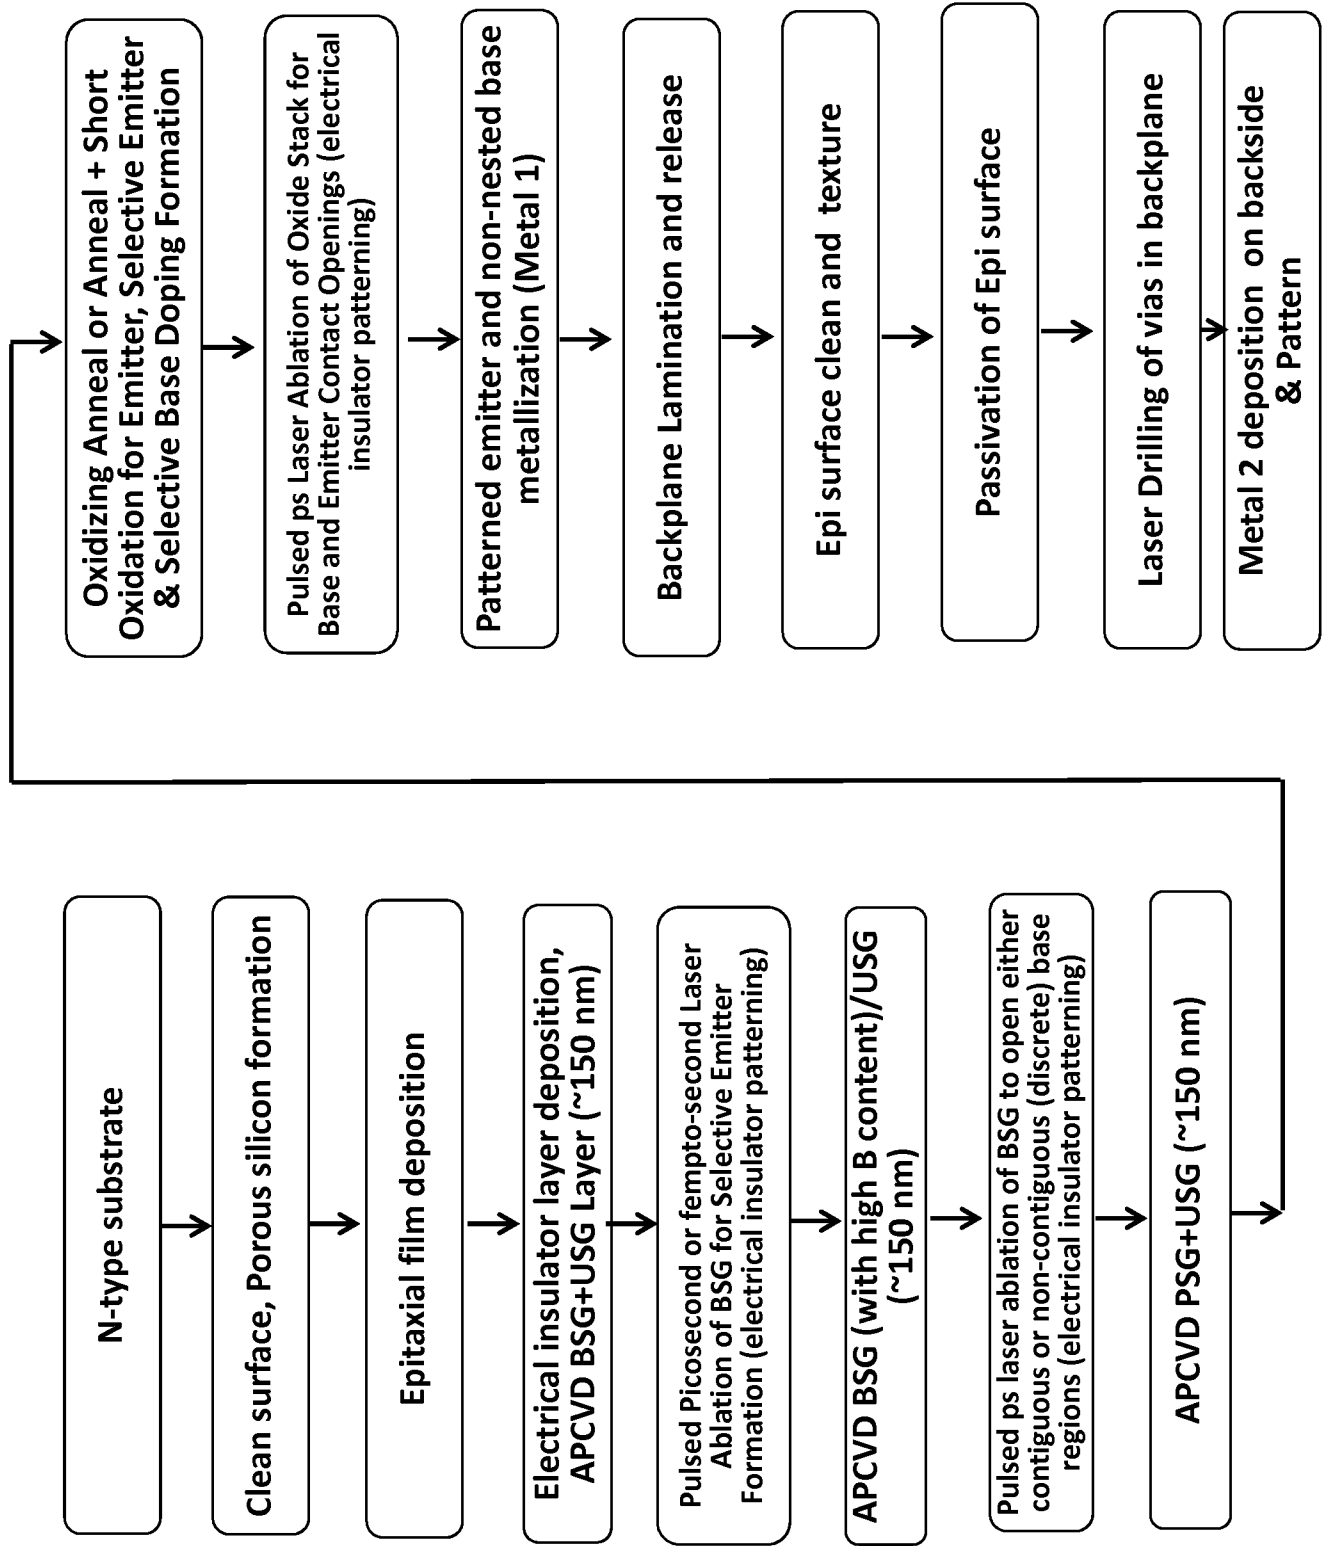 N-type substrate
Clean surface, Porous silicon formation
Epitaxial film deposition
Electrical insulator layer deposition,
APCVD BSG+USG Layer (~150 nm)
Pulsed Picosecond or fempto-second Laser
Ablation of BSG for Selective Emitter
Formation (electrical insulator patterning)
APCVD BSG (with high B content)/USG
(~150 nm)
Pulsed ps laser ablation of BSG to open either
contiguous or non-contiguous (discrete) base
regions (electrical insulator patterning)
APCVD PSG+USG (~150 nm)
Oxidizing Anneal or Anneal + Short
Oxidation for Emitter, Selective Emitter
& Selective Base Doping Formation
Pulsed ps Laser Ablation of Oxide Stack for
Base and Emitter Contact Openings (electrical
insulator patterning)
Patterned emitter and non-nested base
metallization (Metal 1)
Backplane Lamination and release
Epi surface clean and texture
Passivation of Epi surface
Laser Drilling of vias in backplane
Metal 2 deposition on backside
& Pattern